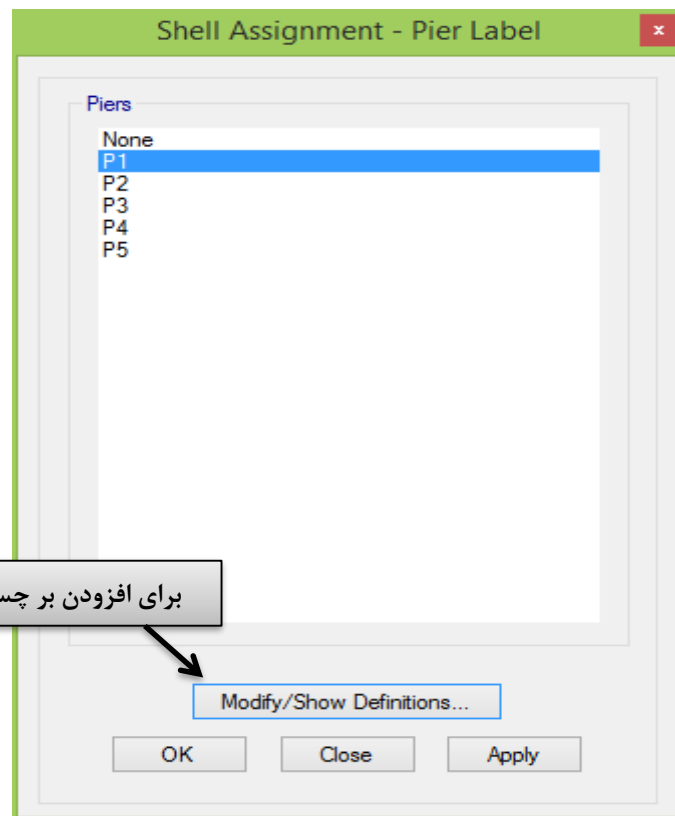 Shell Assignment - Pier Label
x
Piers
None
P1
P2
P3
P4
P5
برای افزودن بر
Modify/Show Definitions...
OK Close Apply